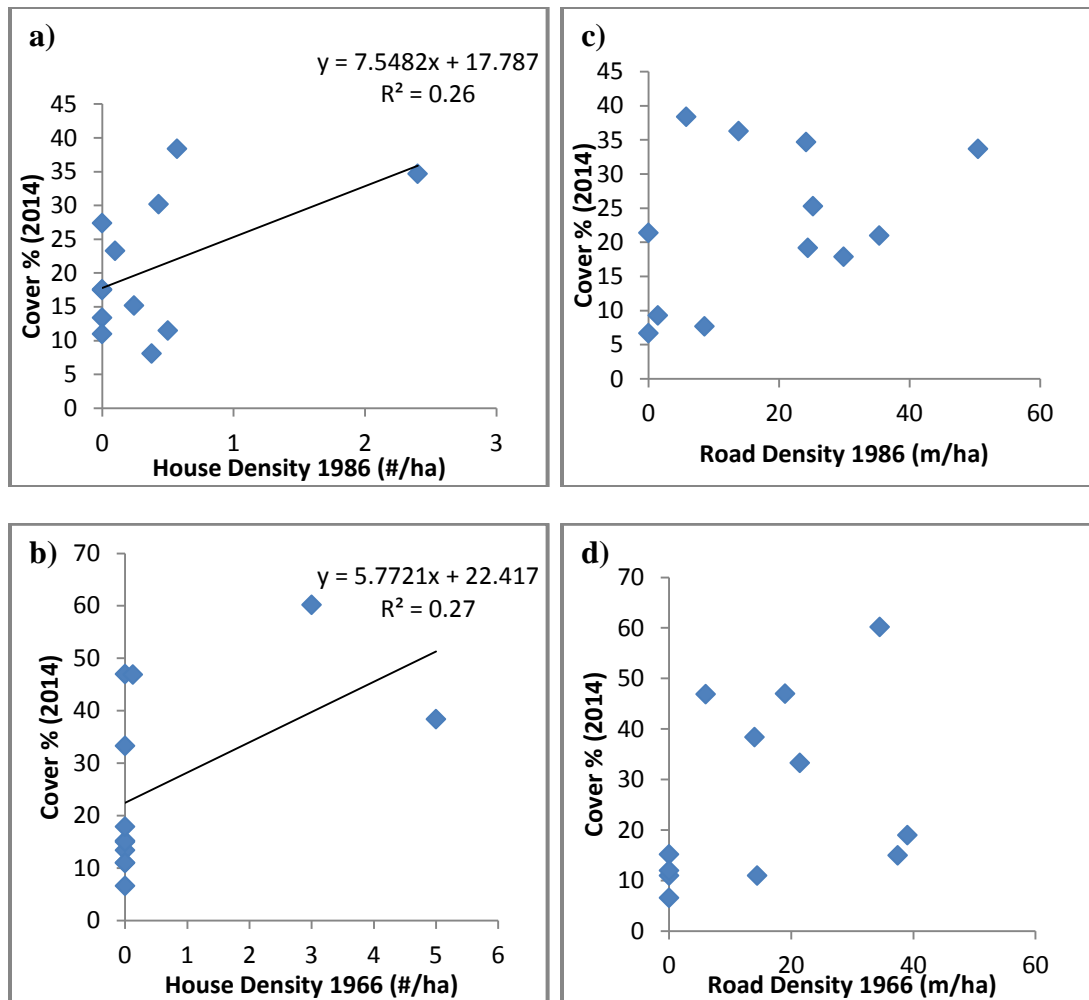 a)
y = 7.5482x + 17.787
R² = 0.26
45
40
35
30
25
20
15
10
5
0
Cover % (2014)
0 1 2 3
House Density 1986 (#/ha)
c)
45
40
35
30
25
20
15
10
5
0
Cover % (2014)
0 20 40 60
Road Density 1986 (m/ha)
b)
y = 5.7721x + 22.417
R² = 0.27
70
60
50
40
30
20
10
0
Cover % (2014)
0 1 2 3 4 5 6
House Density 1966 (#/ha)
d)
70
60
50
40
30
20
10
0
Cover % (2014)
0 20 40 60
Road Density 1966 (m/ha)